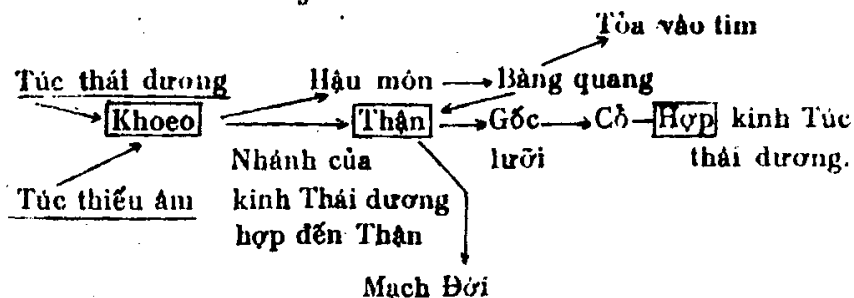 Tỏa vào tim
Túc thái dương Hậu môn Bàng quang
Khoeo Thận Gốc Cổ Hợp kinh Túc
Nhánh của lưỡi thái dương.
Túc thiếu âm kinh Thái dương
hợp đến Thận
Mạch Đới